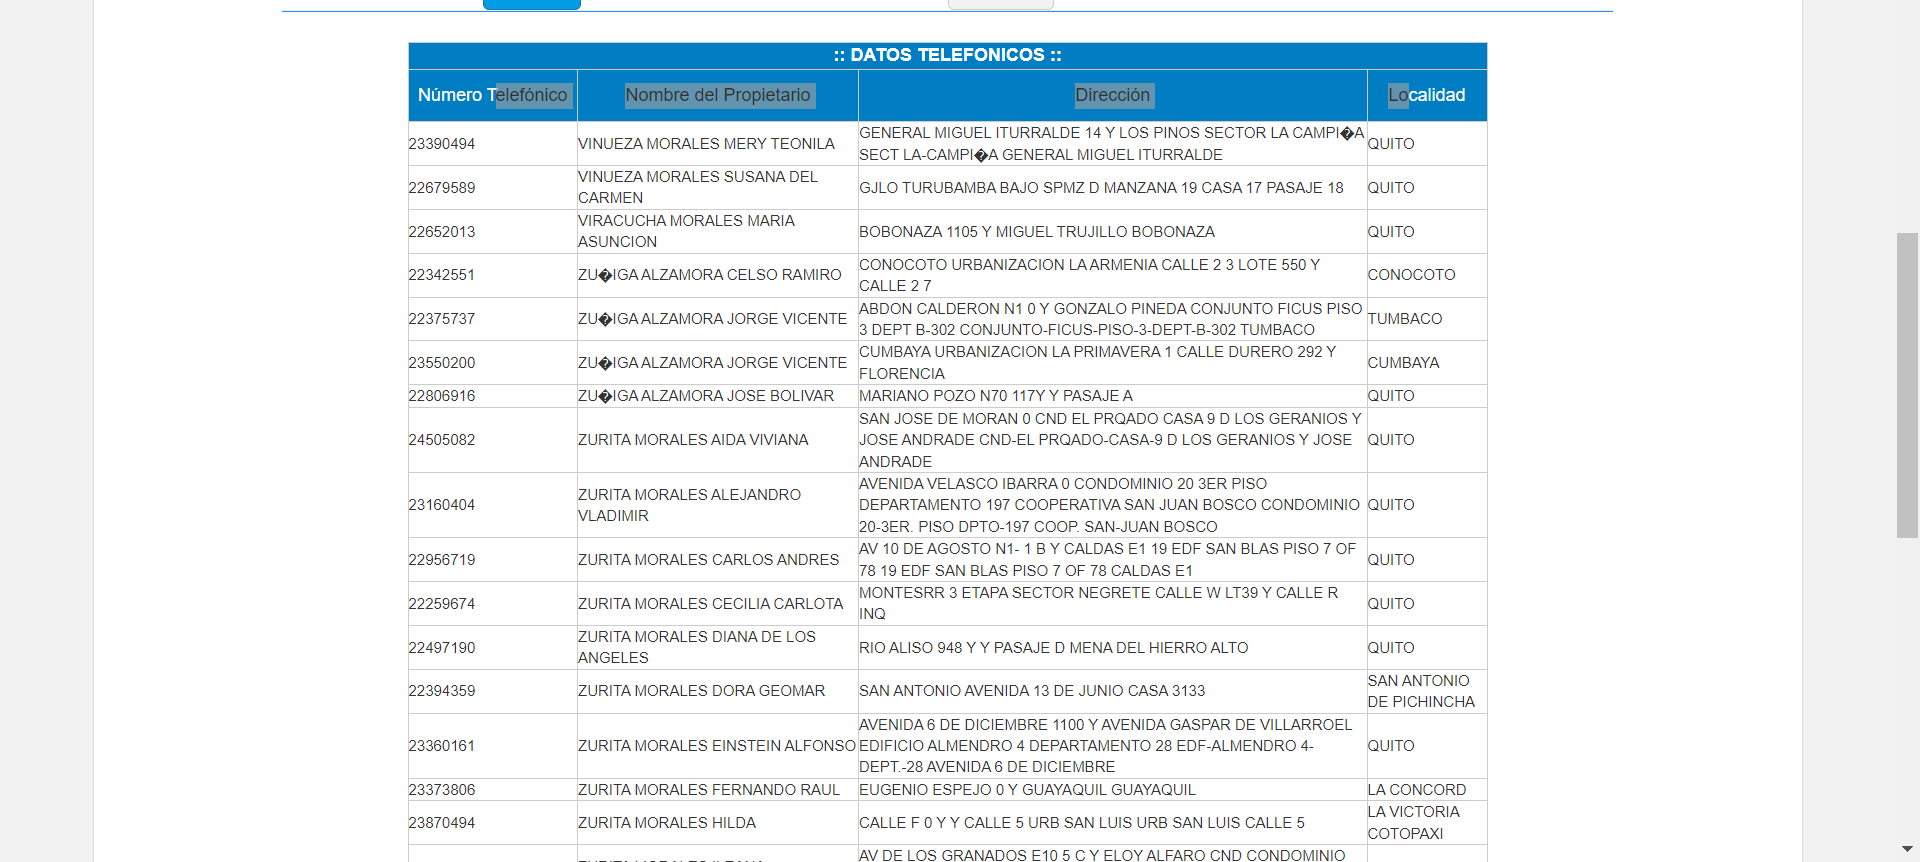 :: DATOS TELEFONICOS ::
Número Telefónico Nombre del Propietario Dirección Localidad
23390494 VINUEZA MORALES MERY TEONILA GENERAL MIGUEL ITURRALDE 14 Y LOS PINOS SECTOR LA CAMPI�A
SECT LA-CAMPI�A GENERAL MIGUEL ITURRALDE QUITO
22679589 VINUEZA MORALES SUSANA DEL
CARMEN GJLO TURUBAMBA BAJO SPMZ D MANZANA 19 CASA 17 PASAJE 18 QUITO
22652013 VIRACUCHA MORALES MARIA
ASUNCION BOBONAZA 1105 Y MIGUEL TRUJILLO BOBONAZA QUITO
22342551 ZU�IGA ALZAMORA CELSO RAMIRO CONOCOTO URBANIZACION LA ARMENIA CALLE 2 3 LOTE 550 Y
CALLE 2 7 CONOCOTO
22375737 ZU�IGA ALZAMORA JORGE VICENTE ABDON CALDERON N1 0 Y GONZALO PINEDA CONJUNTO FICUS PISO
3 DEPT B-302 CONJUNTO-FICUS-PISO-3-DEPT-B-302 TUMBACO TUMBACO
23550200 ZU�IGA ALZAMORA JORGE VICENTE CUMBAYA URBANIZACION LA PRIMAVERA 1 CALLE DURERO 292 Y
FLORENCIA CUMBAYA
22806916 ZU�IGA ALZAMORA JOSE BOLIVAR MARIANO POZO N70 117Y Y PASAJE A QUITO
24505082 ZURITA MORALES AIDA VIVIANA SAN JOSE DE MORAN 0 CND EL PRQADO CASA 9 D LOS GERANIOS Y
JOSE ANDRADE CND-EL PRQADO-CASA-9 D LOS GERANIOS Y JOSE
ANDRADE QUITO
23160404 ZURITA MORALES ALEJANDRO
VLADIMIR AVENIDA VELASCO IBARRA 0 CONDOMINIO 20 3ER PISO
DEPARTAMENTO 197 COOPERATIVA SAN JUAN BOSCO CONDOMINIO
20-3ER. PISO DPTO-197 COOP. SAN-JUAN BOSCO QUITO
22956719 ZURITA MORALES CARLOS ANDRES AV 10 DE AGOSTO N1- 1 B Y CALDAS E1 19 EDF SAN BLAS PISO 7 OF
78 19 EDF SAN BLAS PISO 7 OF 78 CALDAS E1 QUITO
22259674 ZURITA MORALES CECILIA CARLOTA MONTESRR 3 ETAPA SECTOR NEGRETE CALLE W LT39 Y CALLE R
INQ QUITO
22497190 ZURITA MORALES DIANA DE LOS
ANGELES RIO ALISO 948 Y Y PASAJE D MENA DEL HIERRO ALTO QUITO
22394359 ZURITA MORALES DORA GEOMAR SAN ANTONIO AVENIDA 13 DE JUNIO CASA 3133 SAN ANTONIO
DE PICHINCHA
23360161 ZURITA MORALES EINSTEIN ALFONSO AVENIDA 6 DE DICIEMBRE 1100 Y AVENIDA GASPAR DE VILLARROEL
EDIFICIO ALMENDRO 4 DEPARTAMENTO 28 EDF-ALMENDRO 4-
DEPT.-28 AVENIDA 6 DE DICIEMBRE QUITO
23373806 ZURITA MORALES FERNANDO RAUL EUGENIO ESPEJO 0 Y GUAYAQUIL GUAYAQUIL LA CONCORD
23870494 ZURITA MORALES HILDA CALLE F 0 Y Y CALLE 5 URB SAN LUIS URB SAN LUIS CALLE 5 LA VICTORIA
COTOPAXI
AV DE LOS GRANADOS E10 5 C Y ELOY ALFARO CND CONDOMINIO